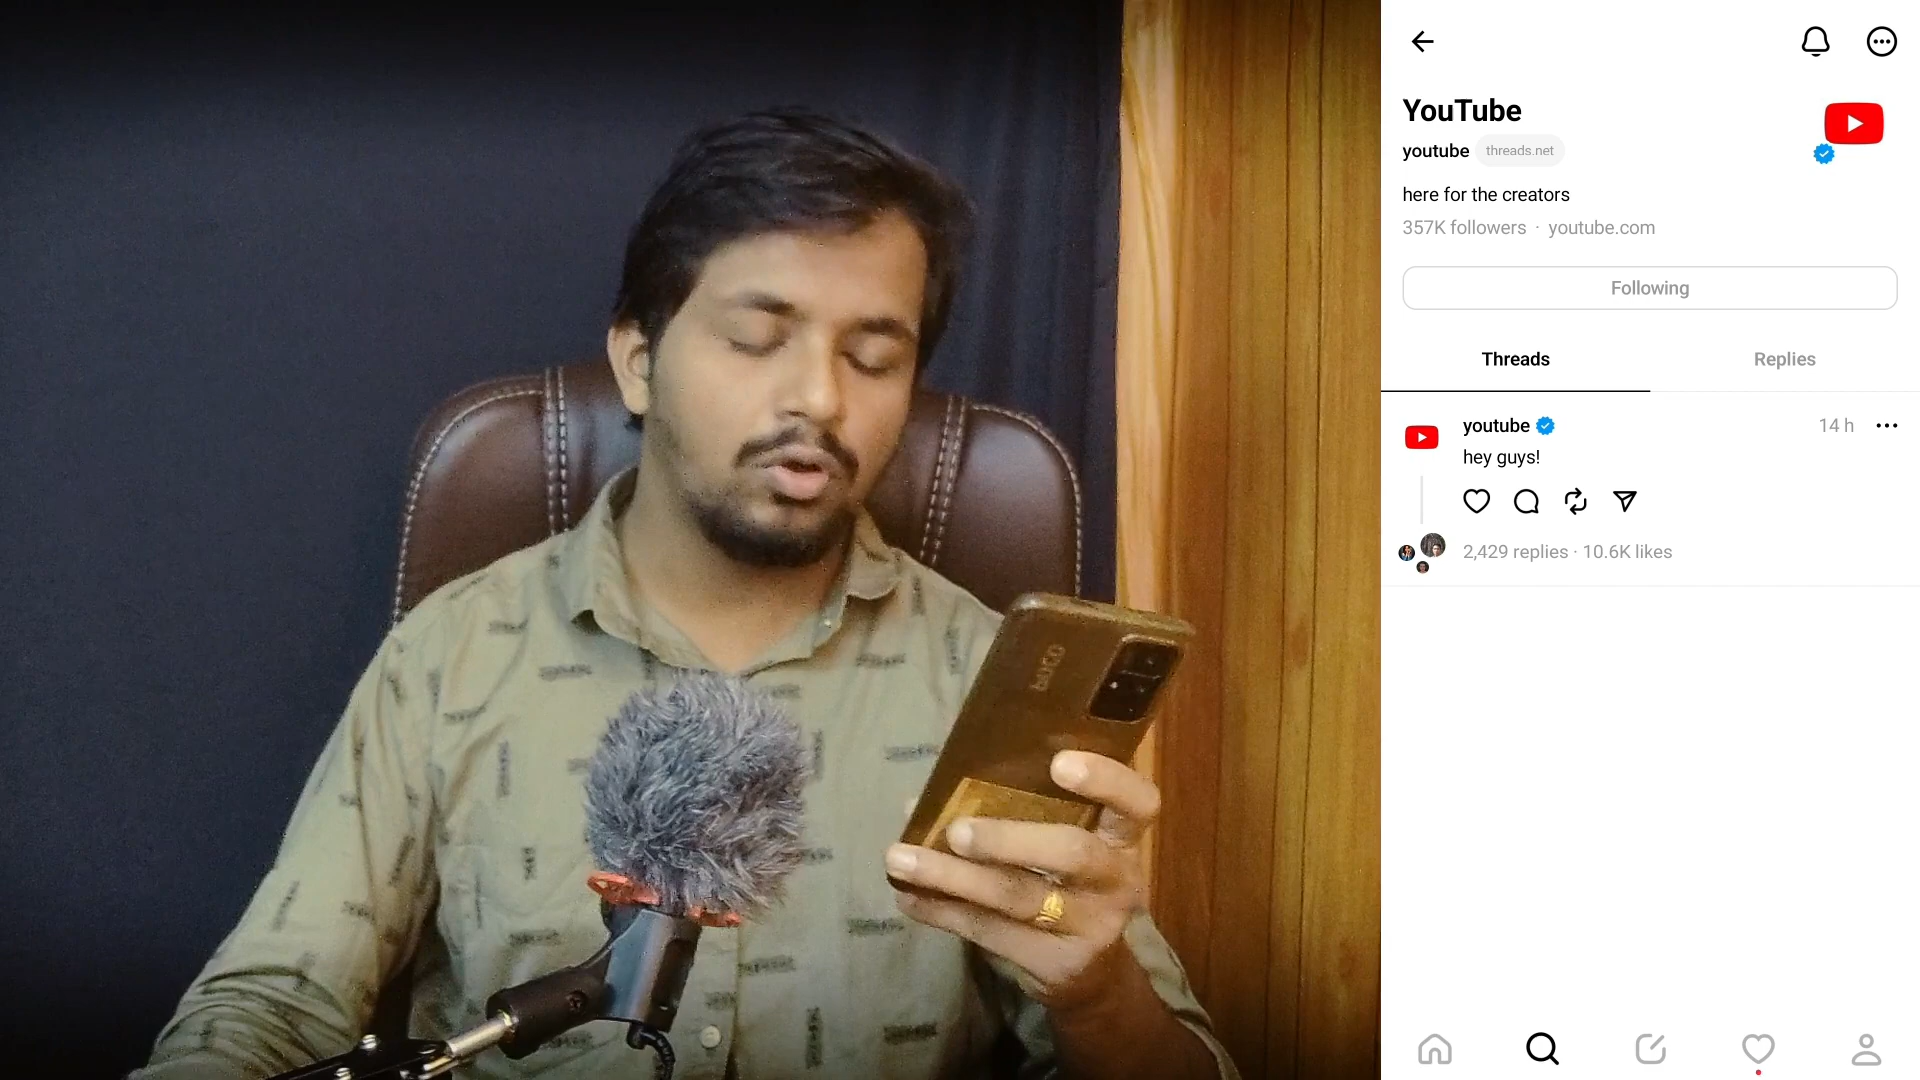 YouTube
youtube threads.net
here for the creators
357K followers · youtube.com
Following
Threads Replies
youtube 14 h
hey guys!
2,429 replies · 10.6K likes
POCO